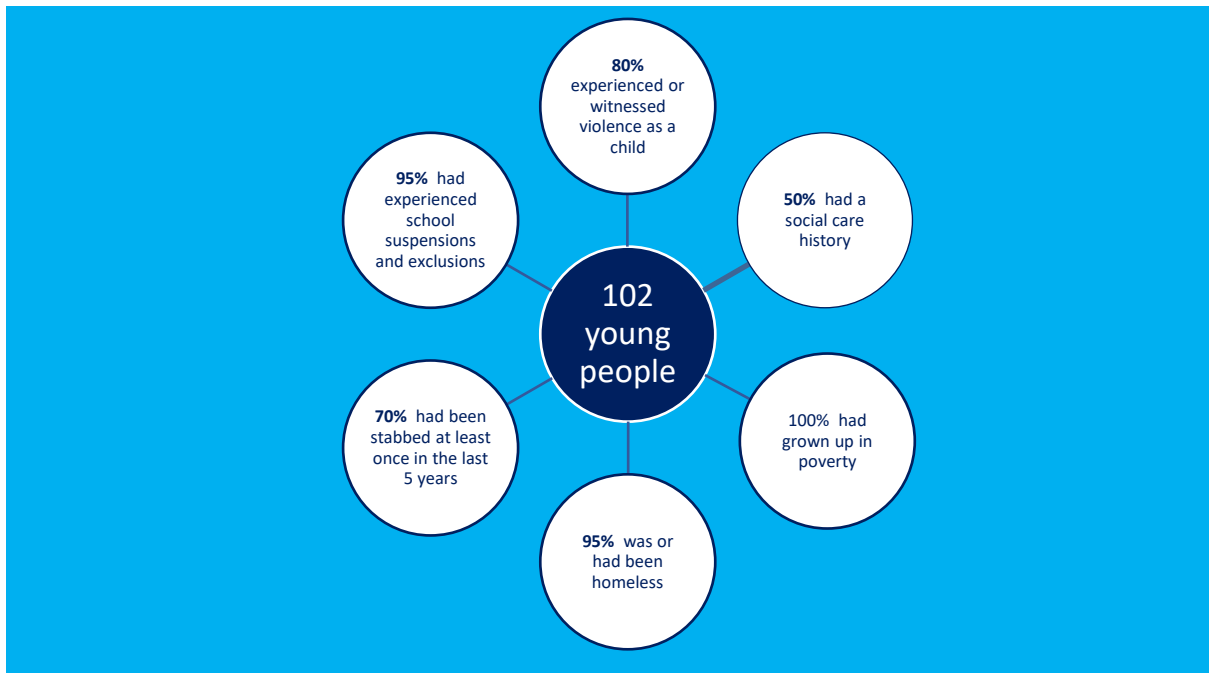 80%
experienced or
witnessed
violence as a
child
50% had a
social care
history
100% had
grown up in
poverty
95% was or
had been
homeless
70% had been
stabbed at least
once in the last
5 years
95% had
experienced
school
suspensions
and exclusions
102
young
people